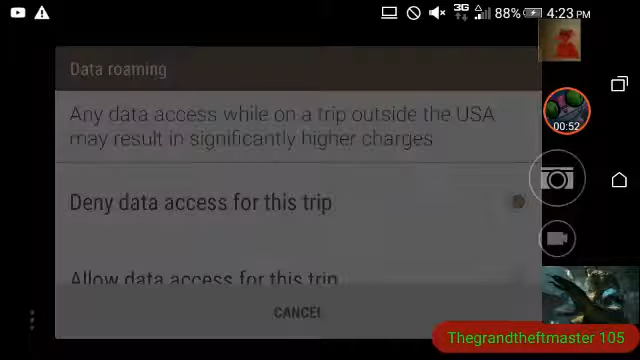 3G
88%
4:23 PM
Data roaming
Any data access while on a trip outside the USA
may result in significantly higher charges
00:52
Deny data access for this trip
Allow data access for this trip
CANCEL
Thegrandtheftmaster 105